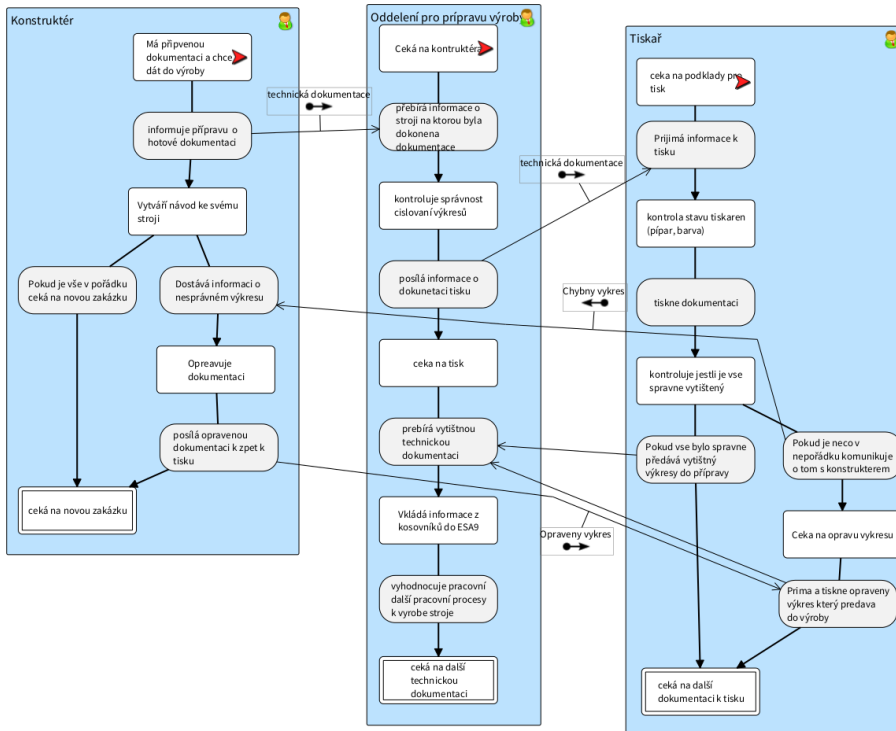 Konstruktér
Má připvenou
dokumentaci a chce
dát do výroby
informuje přípravu o
hotové dokumentaci
Vytváří návod ke svému
stroji
Pokud je vše v pořádku
ceká na novou zakázku
Dostává informaci o
nesprávném výkresu
Opreavuje
dokumentaci
posílá opravenou
dokumentaci k zpet k
tisku
ceká na novou zakázku
technická dokumentace
Oddelení pro prípravu výroby
Ceká na kontruktéra
prěbírá informace o
stroji na ktorou byla
dokonena
dokumentace
kontroluje správnost
cislovaní výkresů
posílá informace o
dokunetaci tisku
ceka na tisk
prebírá vytištnou
technickou
dokumentaci
Vkládá informace z
kosovníků do ESA9
vyhodnocuje pracovní
další pracovní procesy
k vyrobe stroje
ceká na další
technickou
dokumentaci
technická dokumentace
Chybny vykres
Opraveny vykres
Tiskař
ceka na podklady pro
tisk
Prijimá informace k
tisku
kontrola stavu tiskaren
(pípar, barva)
tiskne dokumentaci
kontroluje jestli je vse
spravne vytištený
Pokud vse bylo spravne
předává vytištný
výkresy do přípravy
Pokud je neco v
nepořádku komunikuje
o tom s konstrukterem
Ceka na opravu vykresu
Prima a tiskne opraveny
výkres který predava
do výroby
ceká na další
dokumentaci k tisku